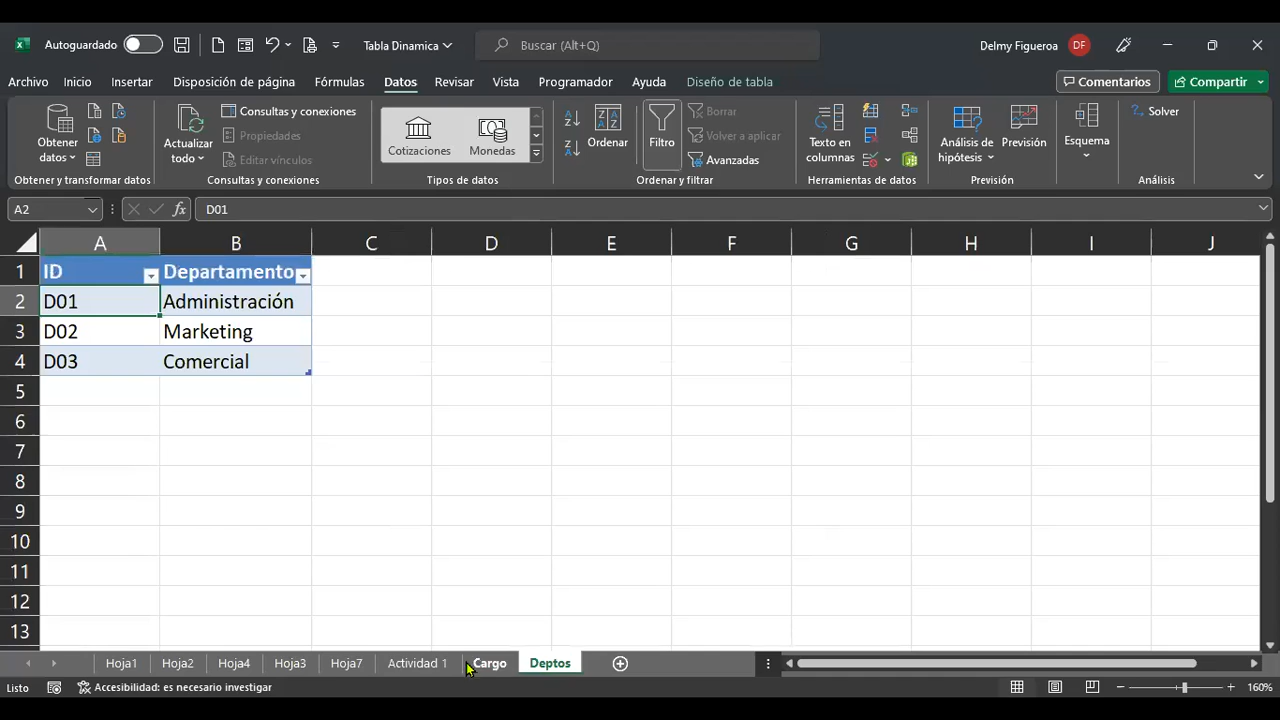 Autoguardado
Tabla Dinamica
Buscar (Alt+Q)
Delmy Figueroa
DF
Archivo
Inicio
Insertar
Disposición de página
Fórmulas
Datos
Revisar
Vista
Programador
Ayuda
Diseño de tabla
Comentarios
Compartir
Obtener
datos
Obtener y transformar datos
Actualizar
todo
Consultas y conexiones
Propiedades
Editar vínculos
Consultas y conexiones
Cotizaciones
Monedas
Tipos de datos
Ordenar
Filtro
Borrar
Volver a aplicar
Avanzadas
Ordenar y filtrar
Texto en
columnas
Herramientas de datos
Análisis de
hipótesis
Previsión
Previsión
Esquema
Solver
Análisis
A2
fx
D01
A B C D E F G H I J
1 ID Departamento
2 D01 Administración
3 D02 Marketing
4 D03 Comercial
5
6
7
8
9
10
11
12
13
Hoja1
Hoja2
Hoja4
Hoja3
Hoja7
Actividad 1
Cargo
Deptos
Listo
Accesibilidad: es necesario investigar
160%